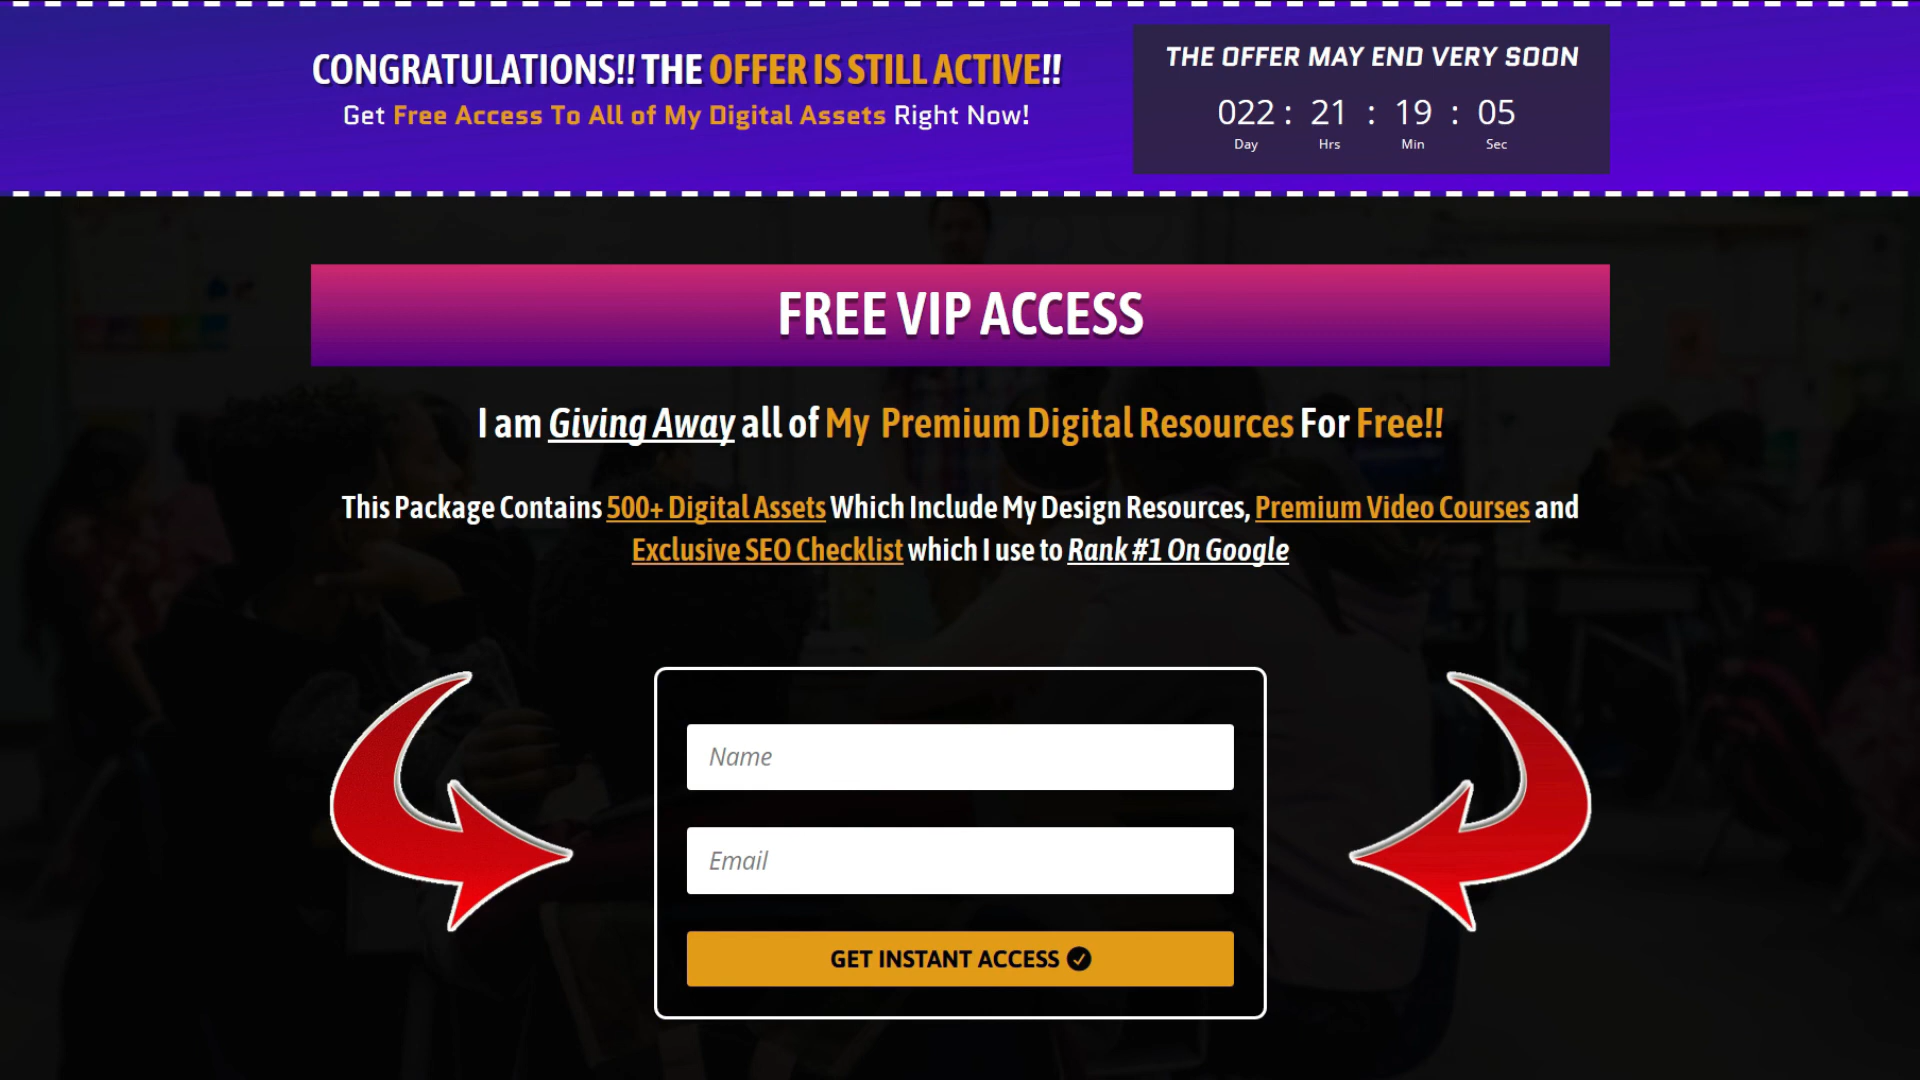 CONGRATULATIONS!! THE OFFER IS STILL ACTIVE!!
Get Free Access To All of My Digital Assets Right Now!
THE OFFER MAY END VERY SOON
022 : 21 : 19 : 05
Day Hrs Min Sec
FREE VIP ACCESS
I am Giving Away all of My Premium Digital Resources For Free!!
This Package Contains 500+ Digital Assets Which Include My Design Resources, Premium Video Courses and
Exclusive SEO Checklist which I use to Rank #1 On Google
Name
Email
GET INSTANT ACCESS